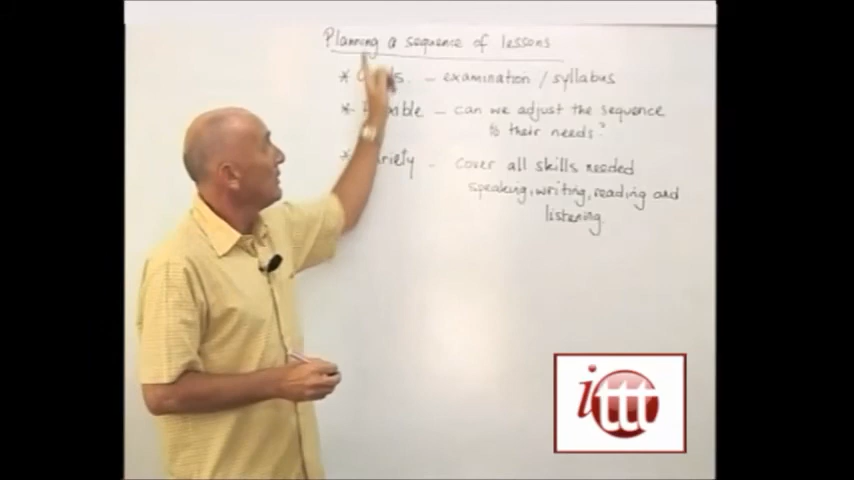 Planning a sequence of lessons
* – examination / syllabus
* – can we adjust the sequence
to their needs?
* – cover all skills needed
speaking, writing, reading and
listening.
ittt